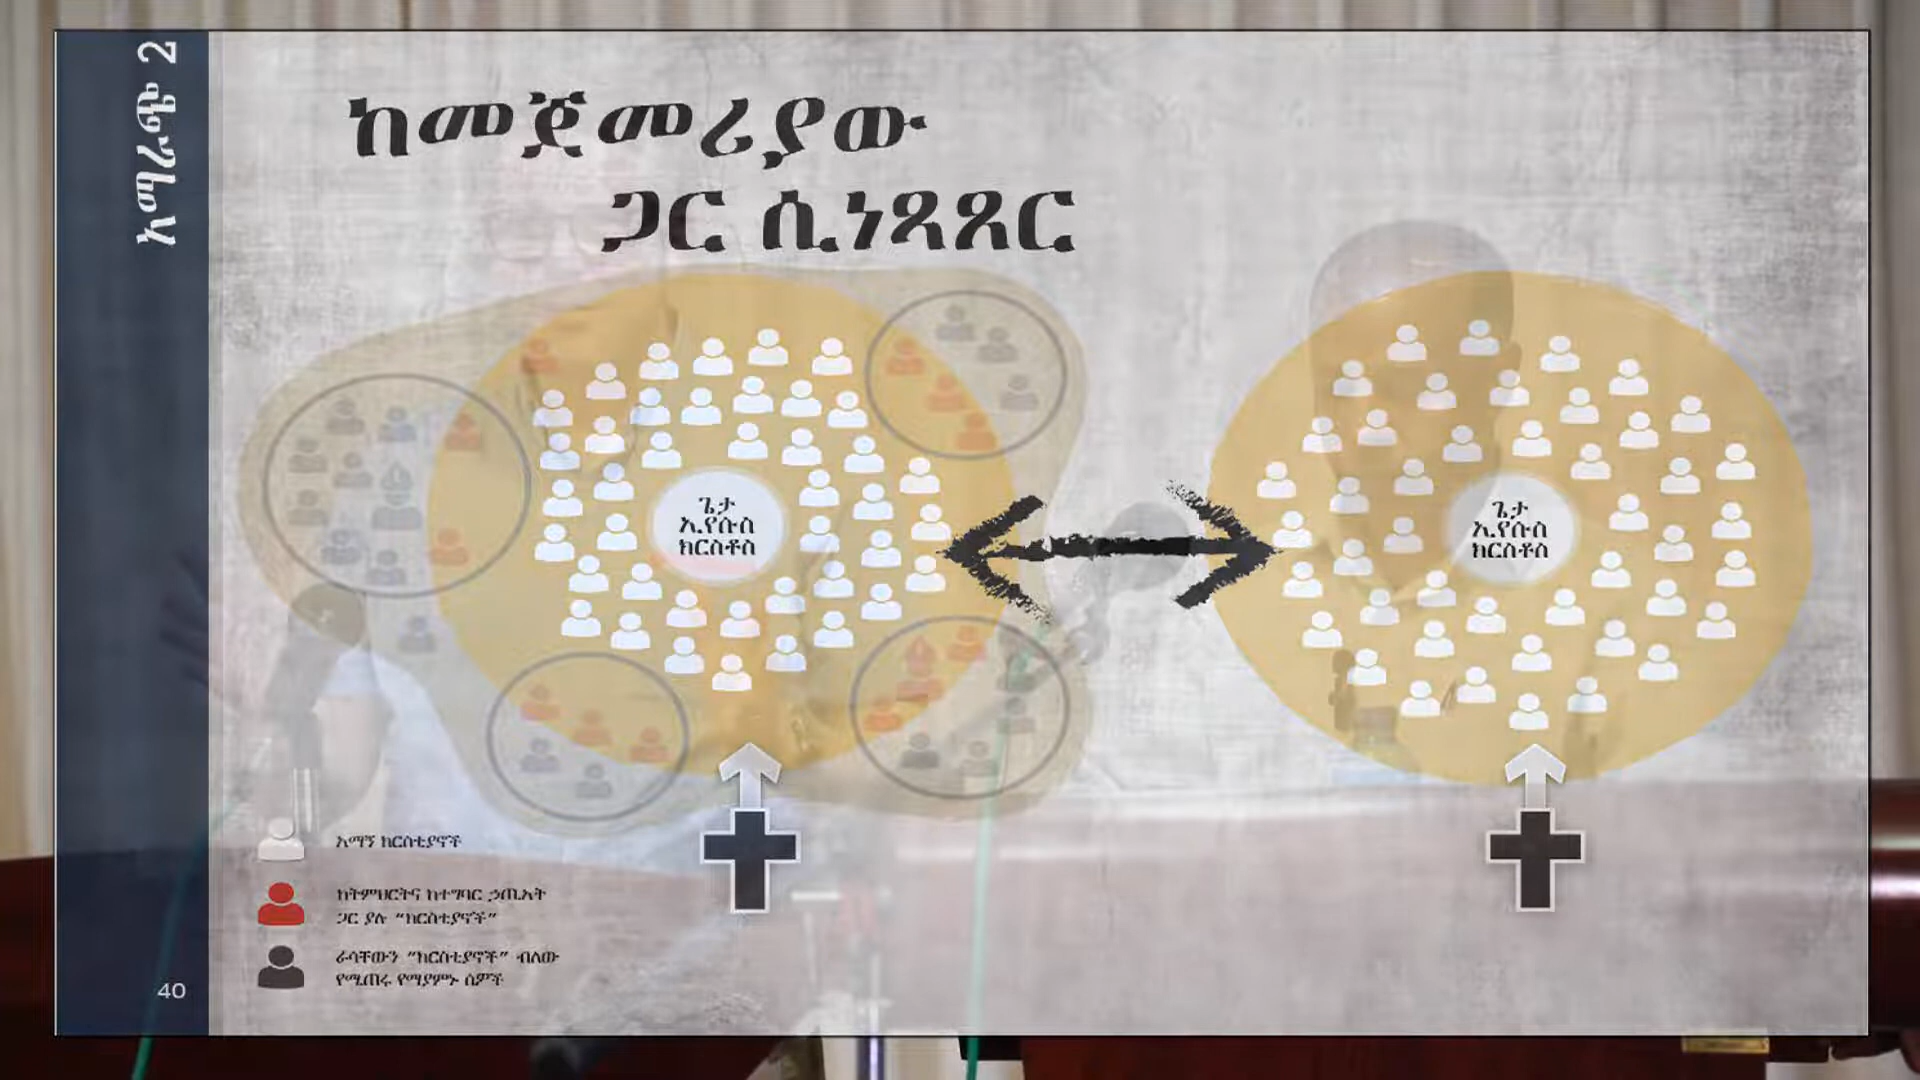 አማራጭ 2
ከመጀመሪያው
ጋር ሲነጻጸር
ጌታ
ኢየሱስ
ክርስቶስ
ጌታ
ኢየሱስ
ክርስቶስ
አማኝ ክርስቲያኖች
ከትምህርትና ከተግባር ኃጢአት
ጋር ያሉ “ክርስቲያኖች”
ራሳቸውን “ክርስቲያኖች” ብለው
የሚጠሩ የማያምኑ ሰዎች
40